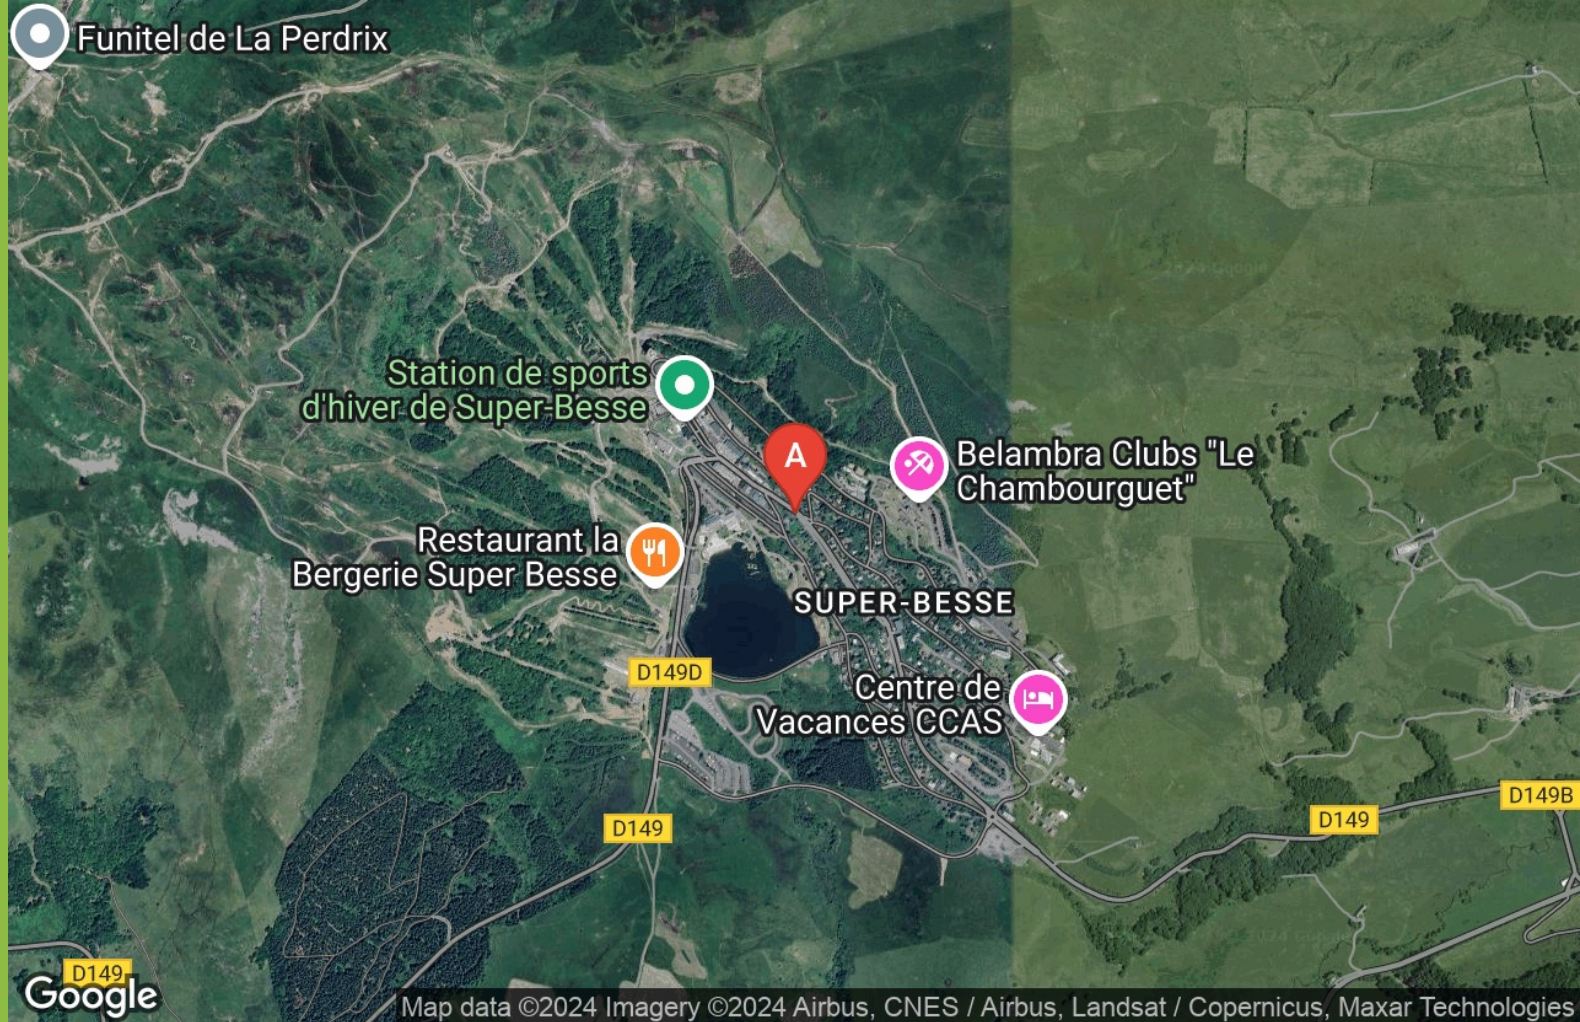 Funitel de La Perdrix
Station de sports
d'hiver de Super-Besse
A
Belambra Clubs "Le
Chambourguet"
Restaurant la
Bergerie Super Besse
SUPER-BESSE
D149D
Centre de
Vacances CCAS
D149B
D149
D149
D149
Google
Map data ©2024 Imagery ©2024 Airbus, CNES / Airbus, Landsat / Copernicus, Maxar Technologies